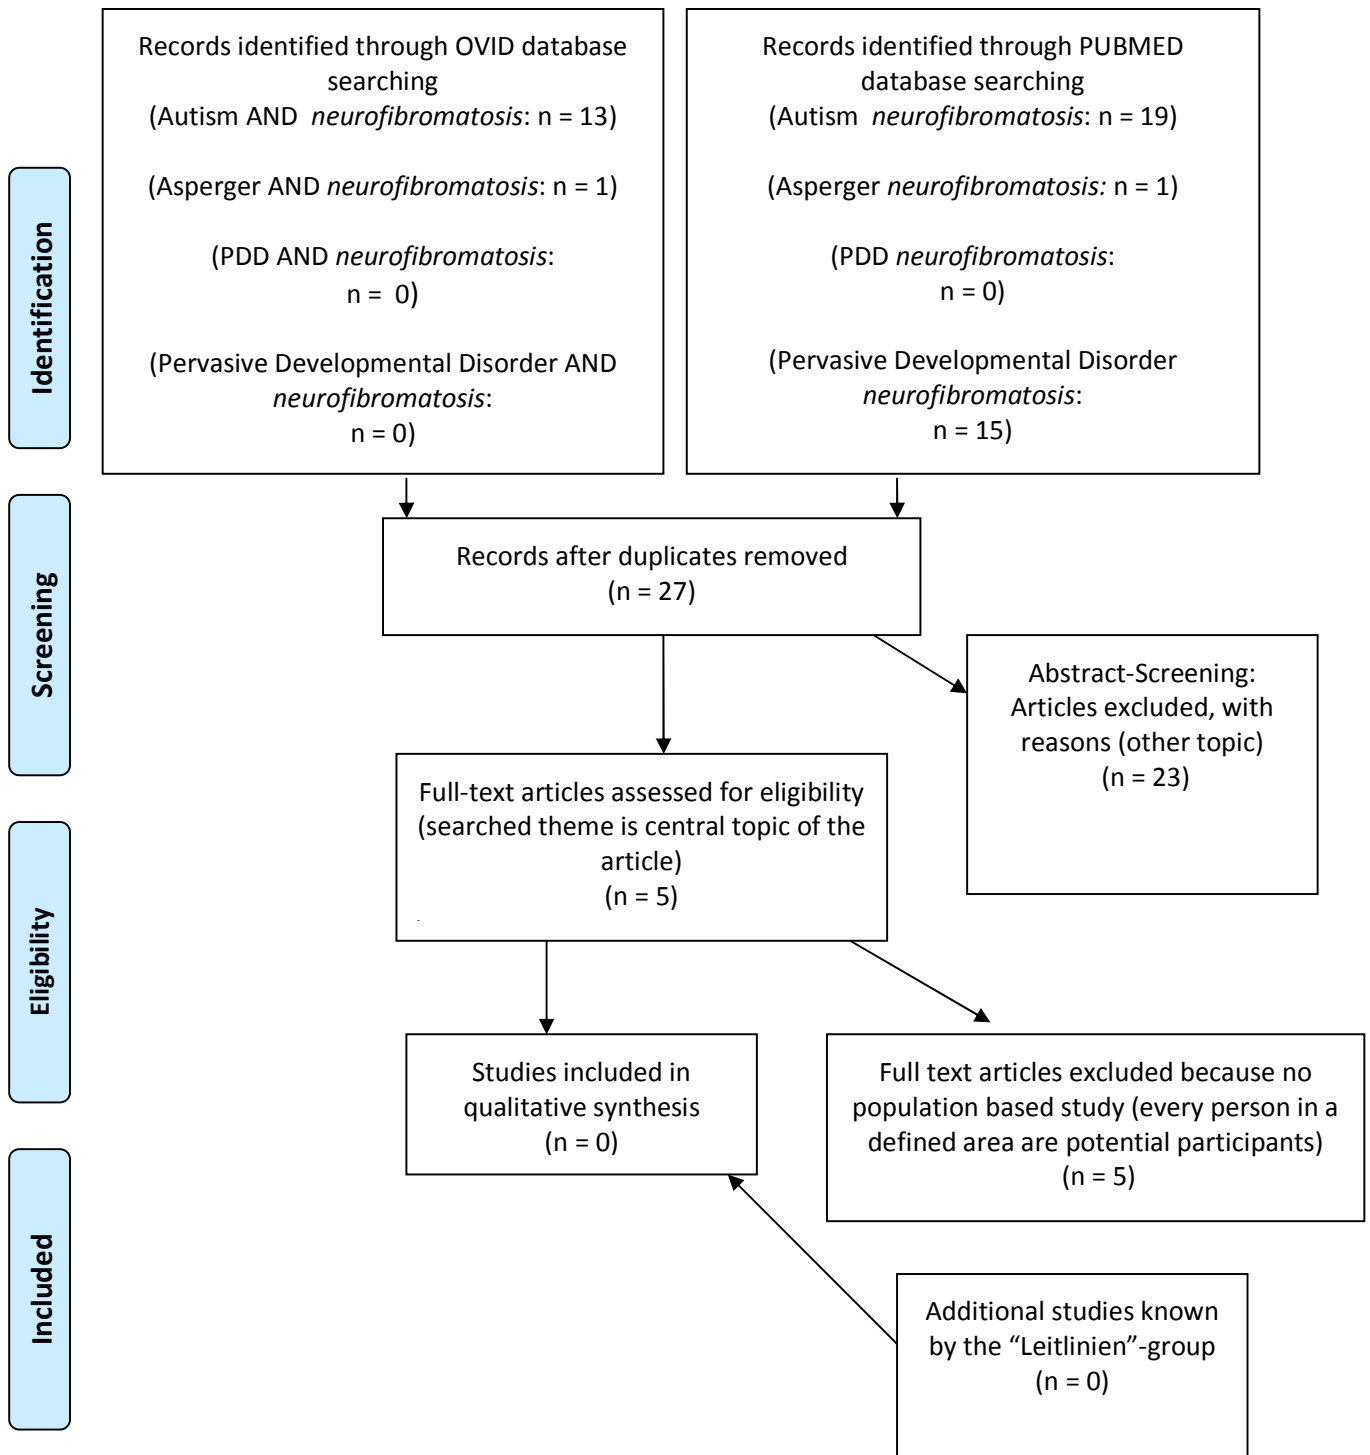 Records identified through OVID database
searching
(Autism AND neurofibromatosis: n = 13)
(Asperger AND neurofibromatosis: n = 1)
(PDD AND neurofibromatosis:
n = 0)
(Pervasive Developmental Disorder AND
neurofibromatosis:
n = 0)
Records identified through PUBMED
database searching
(Autism neurofibromatosis: n = 19)
(Asperger neurofibromatosis: n = 1)
(PDD neurofibromatosis:
n = 0)
(Pervasive Developmental Disorder
neurofibromatosis:
n = 15)
Identification
Records after duplicates removed
(n = 27)
Screening
Abstract-Screening:
Articles excluded, with
reasons (other topic)
(n = 23)
Full-text articles assessed for eligibility
(searched theme is central topic of the
article)
(n = 5)
Eligibility
Studies included in
qualitative synthesis
(n = 0)
Full text articles excluded because no
population based study (every person in a
defined area are potential participants)
(n = 5)
Included
Additional studies known
by the “Leitlinien”-group
(n = 0)